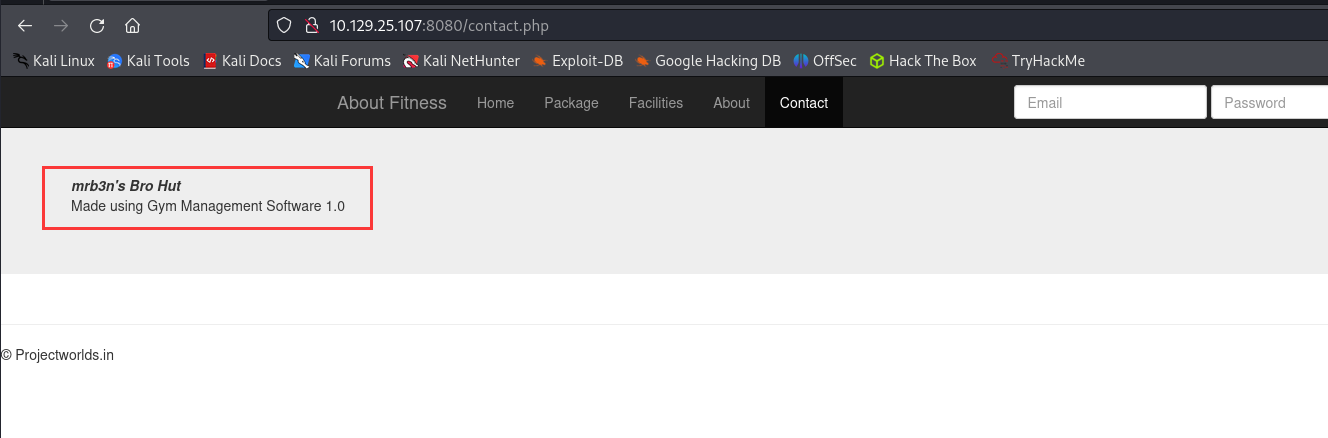 10.129.25.107:8080/contact.php
Kali Linux Kali Tools Kali Docs Kali Forums Kali NetHunter Exploit-DB Google Hacking DB OffSec Hack The Box TryHackMe
About Fitness Home Package Facilities About Contact Email Password
mrb3n's Bro Hut
Made using Gym Management Software 1.0
© Projectworlds.in